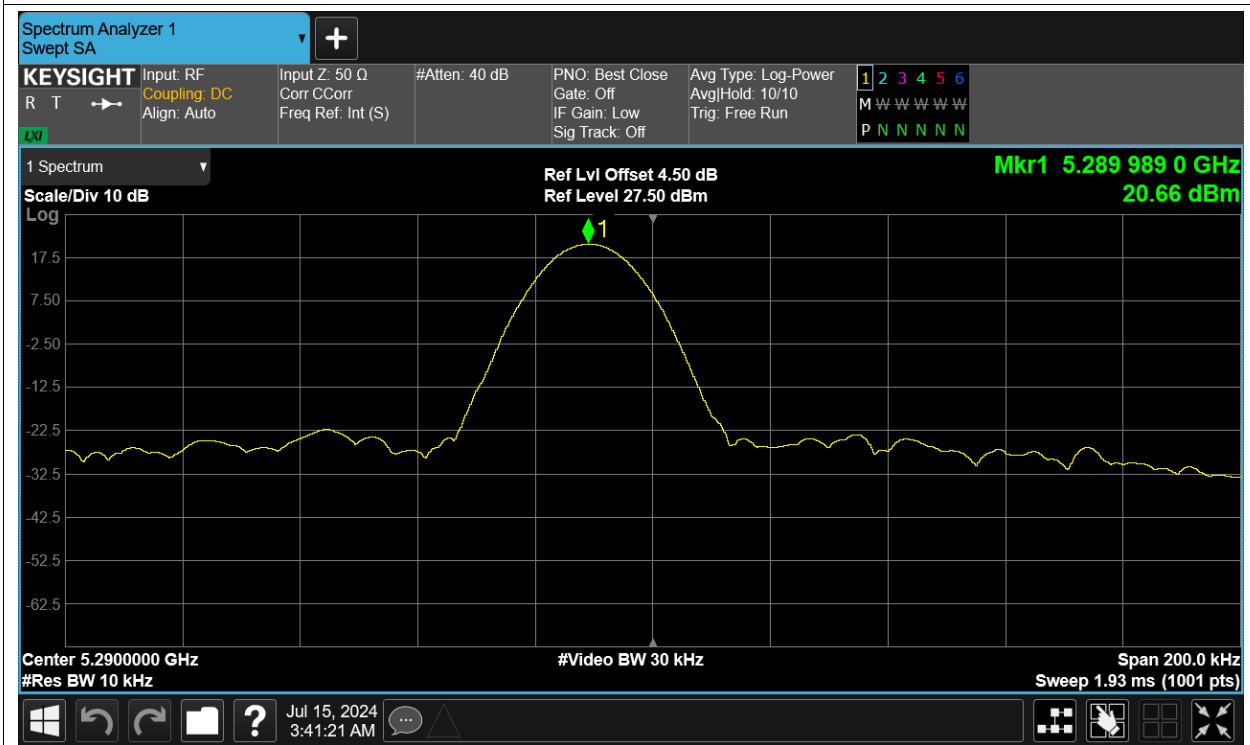 Spectrum Analyzer 1
Swept SA
KEYSIGHT
R T
LXI
Input: RF
Coupling: DC
Align: Auto
Input Z: 50 Ω
Corr CCorr
Freq Ref: Int (S)
#Atten: 40 dB
PNO: Best Close
Gate: Off
IF Gain: Low
Sig Track: Off
Avg Type: Log-Power
Avg|Hold: 10/10
Trig: Free Run
1 2 3 4 5 6
M W W W W W W
P N N N N N
1 Spectrum
Scale/Div 10 dB
Log
Ref Lvl Offset 4.50 dB
Ref Level 27.50 dBm
Mkr1 5.289 989 0 GHz
20.66 dBm
1
17.5
7.50
-2.50
-12.5
-22.5
-32.5
-42.5
-52.5
-62.5
Center 5.2900000 GHz
#Res BW 10 kHz
#Video BW 30 kHz
Span 200.0 kHz
Sweep 1.93 ms (1001 pts)
?
Jul 15, 2024
3:41:21 AM